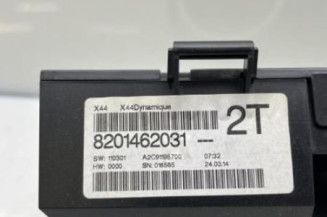 X44 X44Dynamique
8201462031--- 2T
SW: 110301 A2C81195700 07:32
HW: 0000 SN: 016665 24.03.14